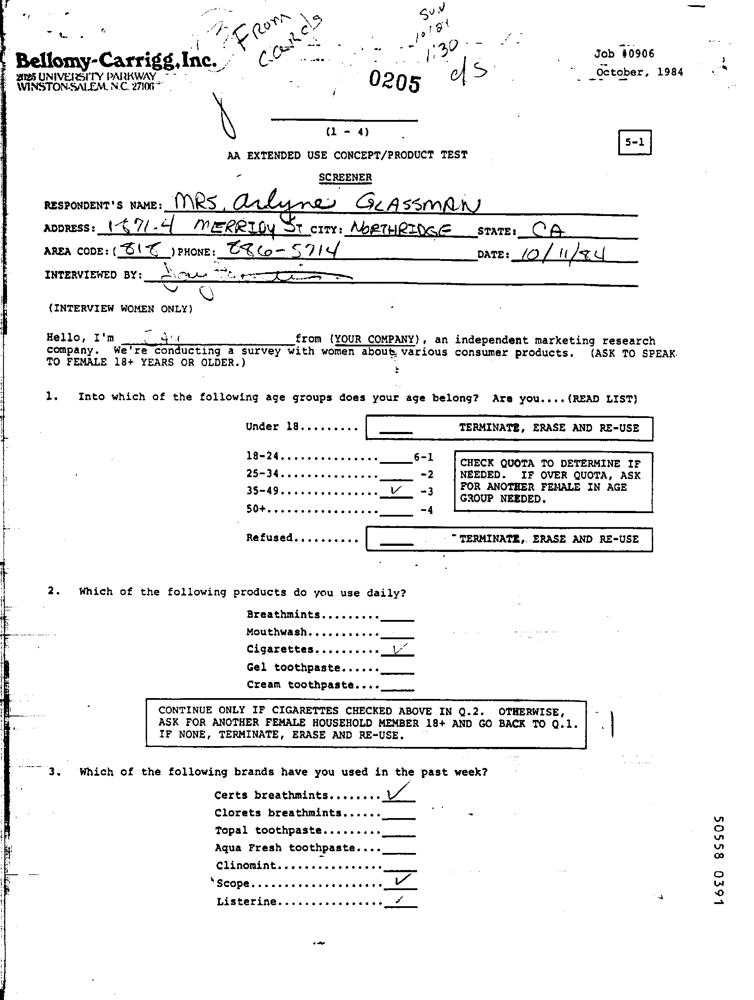 From
Cards
SUN
10/84
1:30
c/s
Bellomy-Carrigg, Inc.
UNIVERSITY PARKWAY
WINSTON-SALEM, N.C. 27106
0205
Job #0906
October, 1984
(1 - 4)
5-1
AA EXTENDED USE CONCEPT/PRODUCT TEST
SCREENER
RESPONDENT'S NAME: MRS. Arlyne GLASSMAN
ADDRESS: MERRIDY ST CITY: NORTHRIDGE STATE: CA
AREA CODE: (818) PHONE: 886-5714 DATE: 10/11/84
INTERVIEWED BY:
(INTERVIEW WOMEN ONLY)
Hello, I'm from (YOUR COMPANY), an independent marketing research
company. We're conducting a survey with women about various consumer products. (ASK TO SPEAK
TO FEMALE 18+ YEARS OR OLDER.)
1. Into which of the following age groups does your age belong? Are you....(READ LIST)
Under 18......... ____ TERMINATE, ERASE AND RE-USE
18-24...............____6-1
25-34...............____ -2
35-49...............✓ -3
50+.................____ -4
CHECK QUOTA TO DETERMINE IF
NEEDED. IF OVER QUOTA, ASK
FOR ANOTHER FEMALE IN AGE
GROUP NEEDED.
Refused.......... ____ TERMINATE, ERASE AND RE-USE
2. Which of the following products do you use daily?
Breathmints.........____
Mouthwash...........____
Cigarettes..........✓
Gel toothpaste......____
Cream toothpaste....____
CONTINUE ONLY IF CIGARETTES CHECKED ABOVE IN Q.2. OTHERWISE,
ASK FOR ANOTHER FEMALE HOUSEHOLD MEMBER 18+ AND GO BACK TO Q.1.
IF NONE, TERMINATE, ERASE AND RE-USE.
3. Which of the following brands have you used in the past week?
Certs breathmints........✓
Clorets breathmints......____
Topal toothpaste.........____
Aqua Fresh toothpaste....____
Clinomint................____
Scope....................✓
Listerine................✓
50558 0391